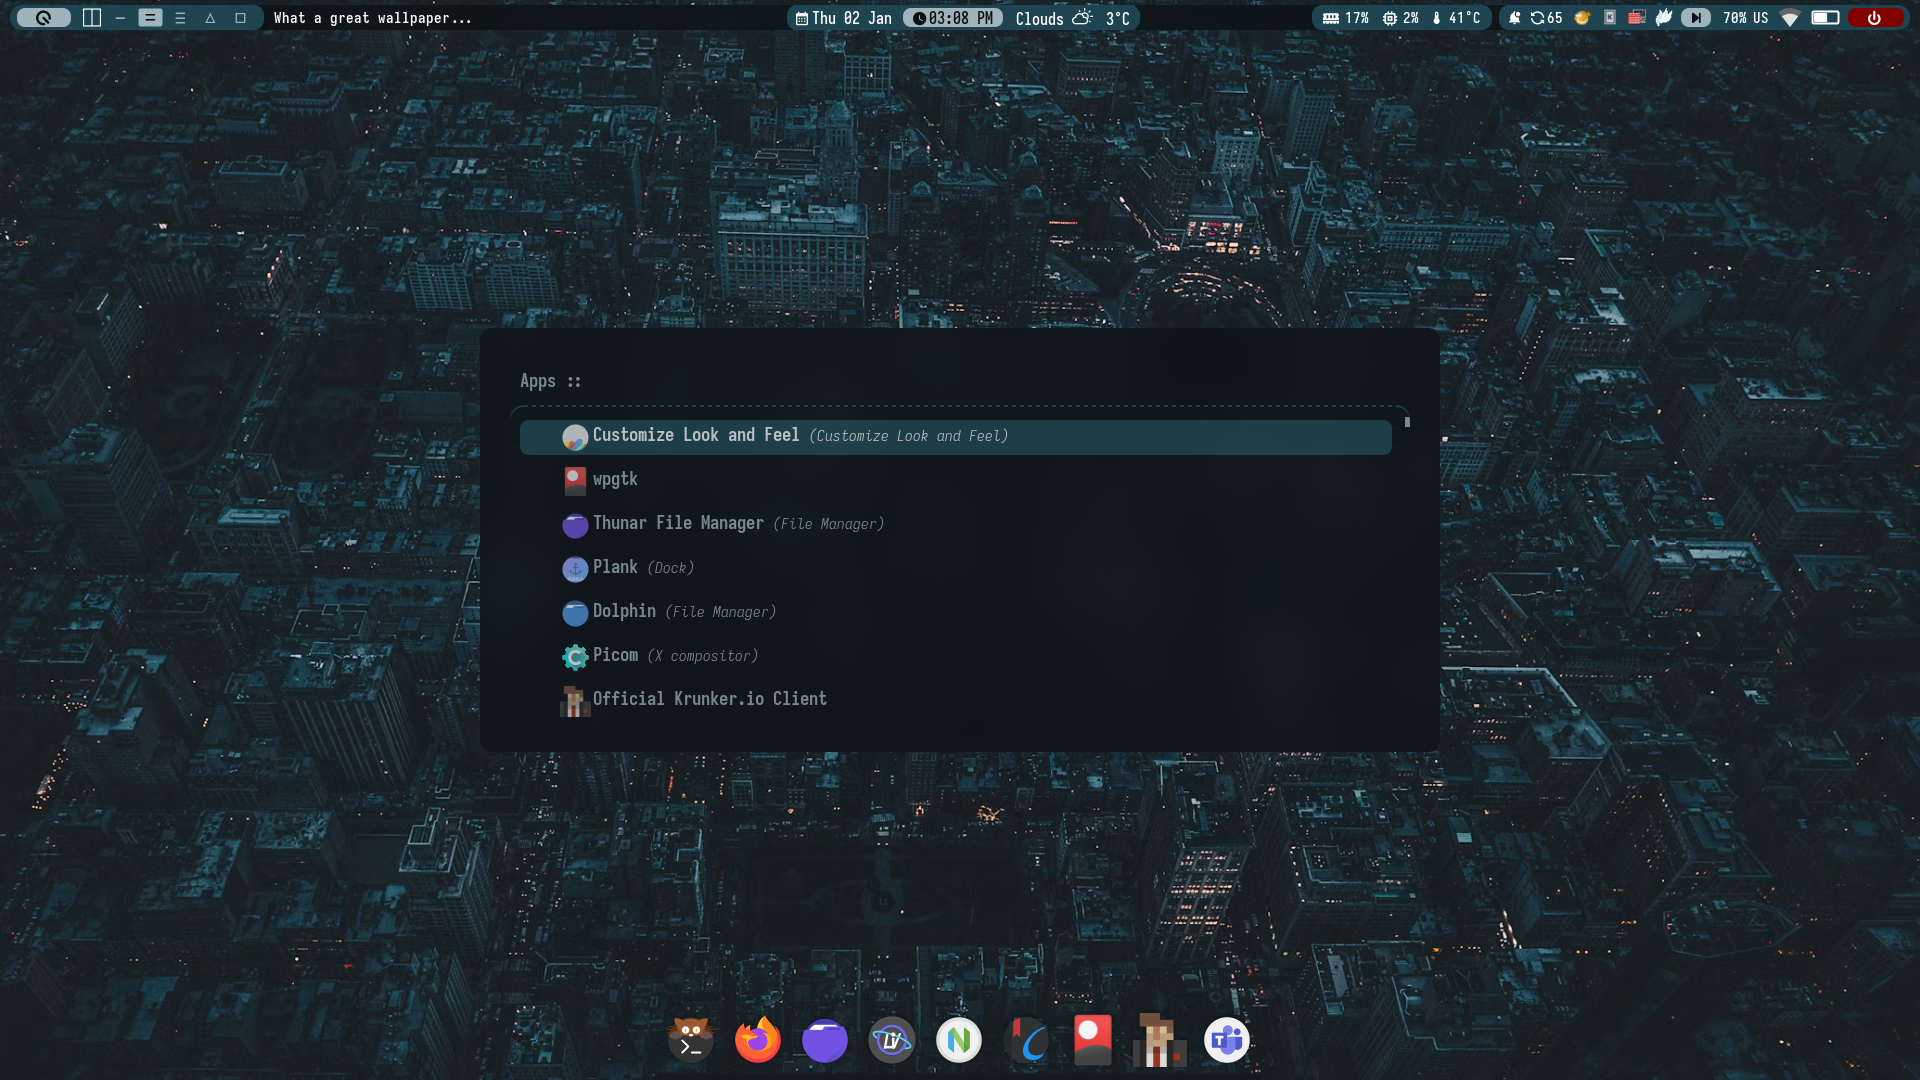 What a great wallpaper...
Thu 02 Jan 03:08 PM Clouds 3°C
17% 2% 41°C
65 70% US
Apps ::
Customize Look and Feel (Customize Look and Feel)
wpgtk
Thunar File Manager (File Manager)
Plank (Dock)
Dolphin (File Manager)
Picom (X compositor)
Official Krunker.io Client